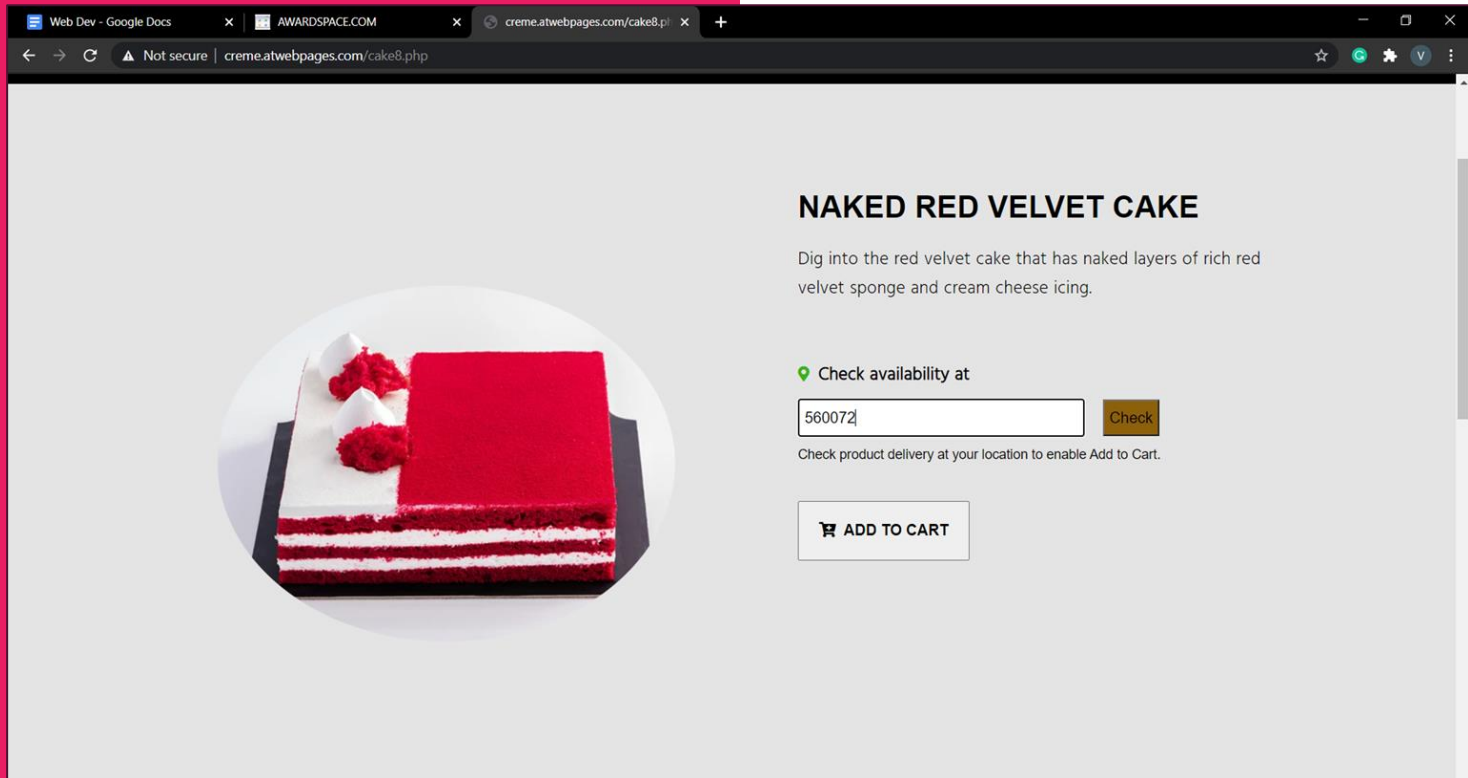 Web Dev - Google Docs
AWARDSPACE.COM
creme.atwebpages.com/cake8.ph
Not secure
creme.atwebpages.com/cake8.php
G
V
NAKED RED VELVET CAKE
Dig into the red velvet cake that has naked layers of rich red
velvet sponge and cream cheese icing.
Check availability at
560072
Check
Check product delivery at your location to enable Add to Cart.
ADD TO CART